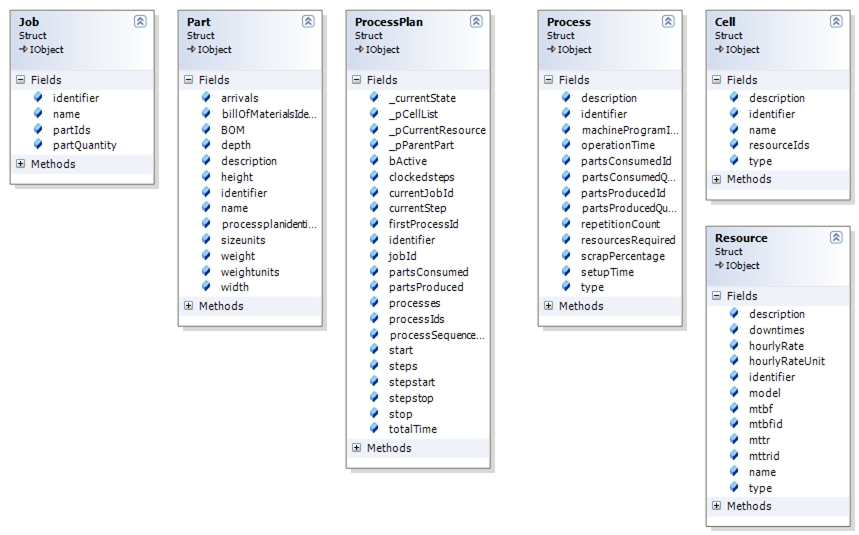 Job
Struct
IObject
Fields
identifier
name
partIds
partQuantity
Methods
Part
Struct
IObject
Fields
arrivals
billOfMaterialsIde...
BOM
depth
description
height
identifier
name
processplanidenti...
sizeunits
weight
weightunits
width
Methods
ProcessPlan
Struct
IObject
Fields
_currentState
_pCellList
_pCurrentResource
_pParentPart
bActive
clockedsteps
currentJobId
currentStep
firstProcessId
identifier
jobId
partsConsumed
partsProduced
processes
processIds
processSequence...
start
steps
stepstart
stepstop
stop
totalTime
Methods
Process
Struct
IObject
Fields
description
identifier
machineProgramI...
operationTime
partsConsumedId
partsConsumedQ...
partsProducedId
partsProducedQu...
repetitionCount
resourcesRequired
scrapPercentage
setupTime
type
Methods
Cell
Struct
IObject
Fields
description
identifier
name
resourceIds
type
Methods
Resource
Struct
IObject
Fields
description
downtimes
hourlyRate
hourlyRateUnit
identifier
model
mtbf
mtbfid
mttr
mttrid
name
type
Methods